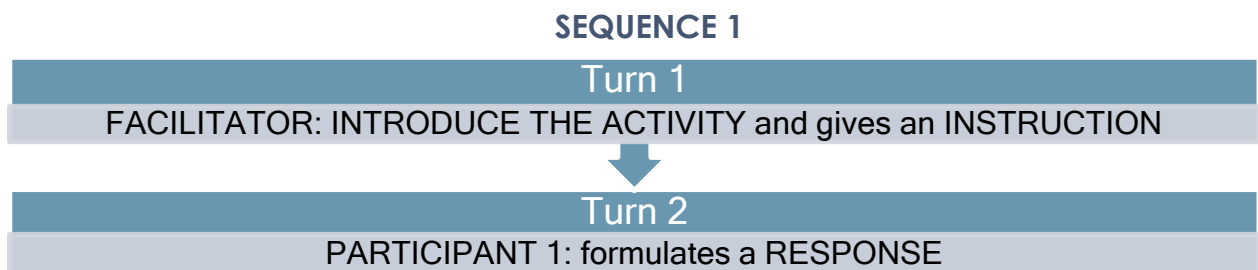 SEQUENCE 1
Turn 1
FACILITATOR: INTRODUCE THE ACTIVITY and gives an INSTRUCTION
Turn 2
PARTICIPANT 1: formulates a RESPONSE